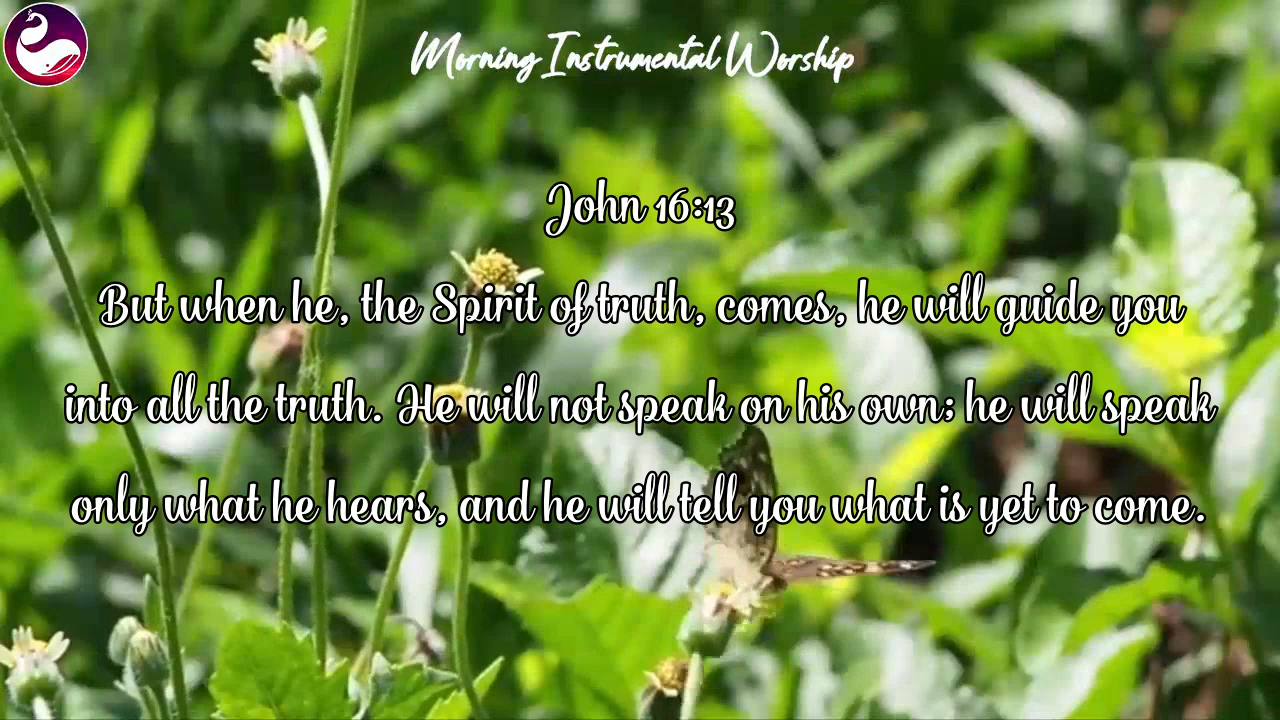 Morning Instrumental Worship
John 16:13
But when he, the Spirit of truth, comes, he will guide you
into all the truth. He will not speak on his own; he will speak
only what he hears, and he will tell you what is yet to come.